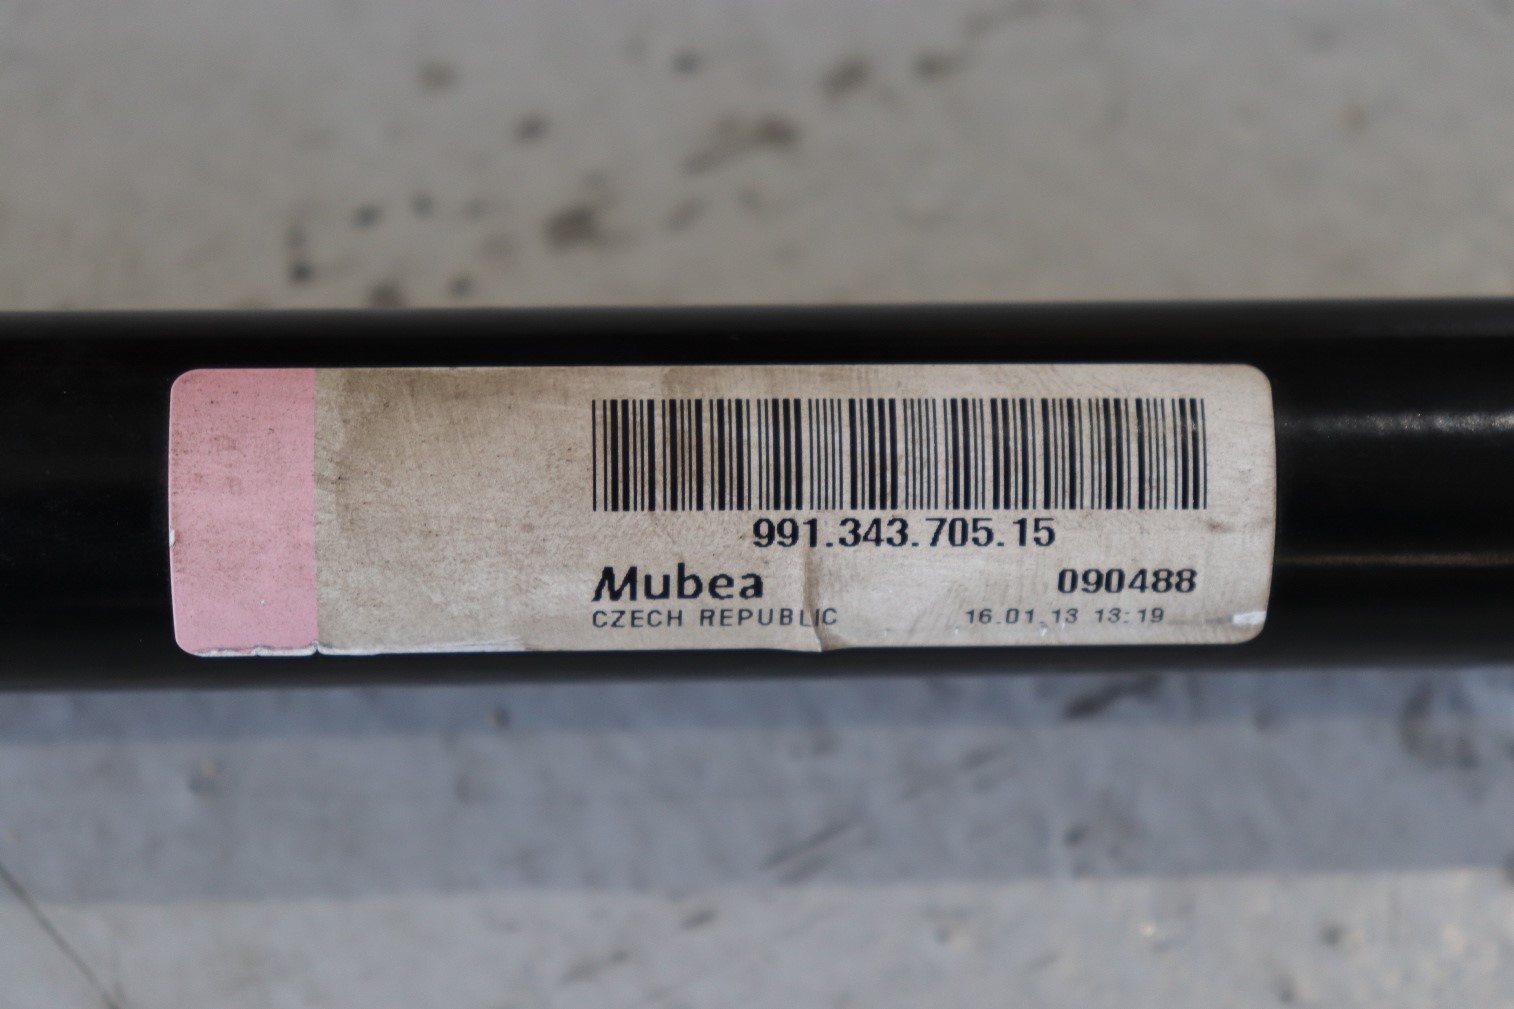 991.343.705.15
Mubea 090488
CZECH REPUBLIC 16.01.13 13:19